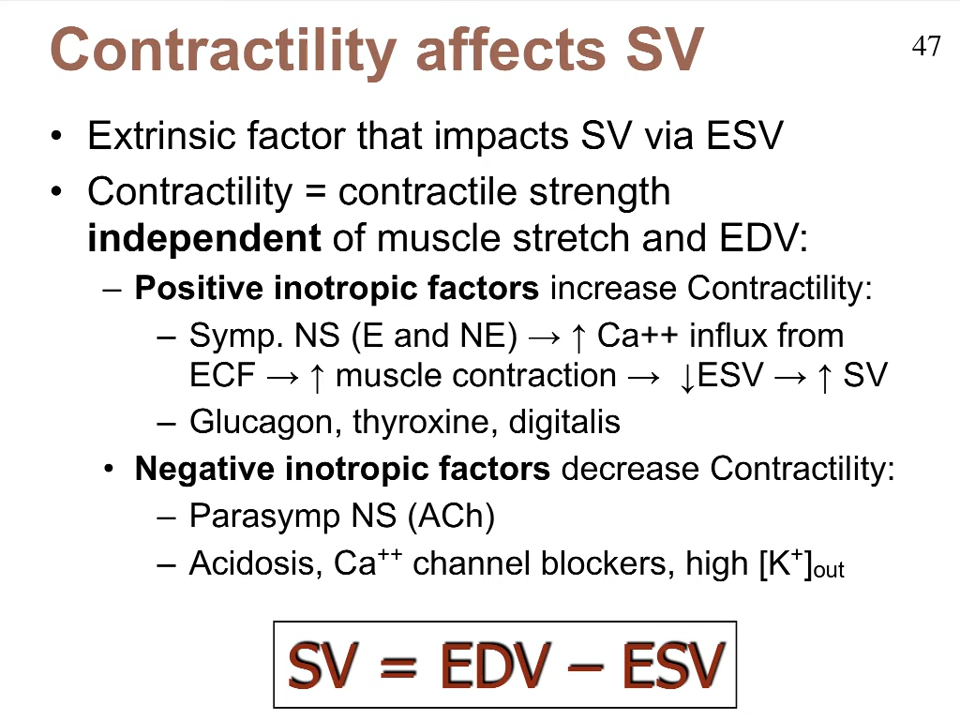 Contractility affects SV
47
• Extrinsic factor that impacts SV via ESV
• Contractility = contractile strength
independent of muscle stretch and EDV:
– Positive inotropic factors increase Contractility:
– Symp. NS (E and NE) → ↑ Ca++ influx from
ECF → ↑ muscle contraction → ↓ESV → ↑ SV
– Glucagon, thyroxine, digitalis
• Negative inotropic factors decrease Contractility:
– Parasymp NS (ACh)
– Acidosis, Ca⁺⁺ channel blockers, high [K⁺]out
SV = EDV – ESV